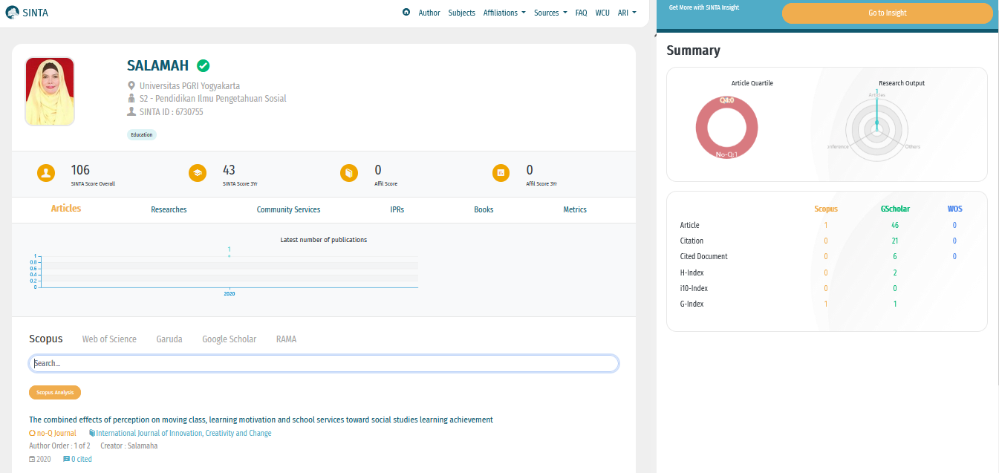 SINTA
Author Subjects Affiliations Sources FAQ WCU ARI
Get More with SINTA Insight
Go to Insight
SALAMAH
Universitas PGRI Yogyakarta
S2 - Pendidikan Ilmu Pengetahuan Sosial
SINTA ID : 6730755
Education
106
SINTA Score Overall
43
SINTA Score 3Yr
0
Affil Score
0
Affil Score 3Yr
Articles Researches Community Services IPRs Books Metrics
Latest number of publications
1
1
0.8
0.6
0.4
0.2
0
2020
Scopus Web of Science Garuda Google Scholar RAMA
Search...
Scopus Analysis
The combined effects of perception on moving class, learning motivation and school services toward social studies learning achievement
no-Q Journal International Journal of Innovation, Creativity and Change
Author Order : 1 of 2 Creator : Salamaha
2020 0 cited
Summary
Article Quartile
No-Q:1
Research Output
1
Articles
Others
Scopus GScholar WOS
Article 1 46 0
Citation 0 21 0
Cited Document 0 6 0
H-Index 0 2
i10-Index 0 0
G-Index 1 1